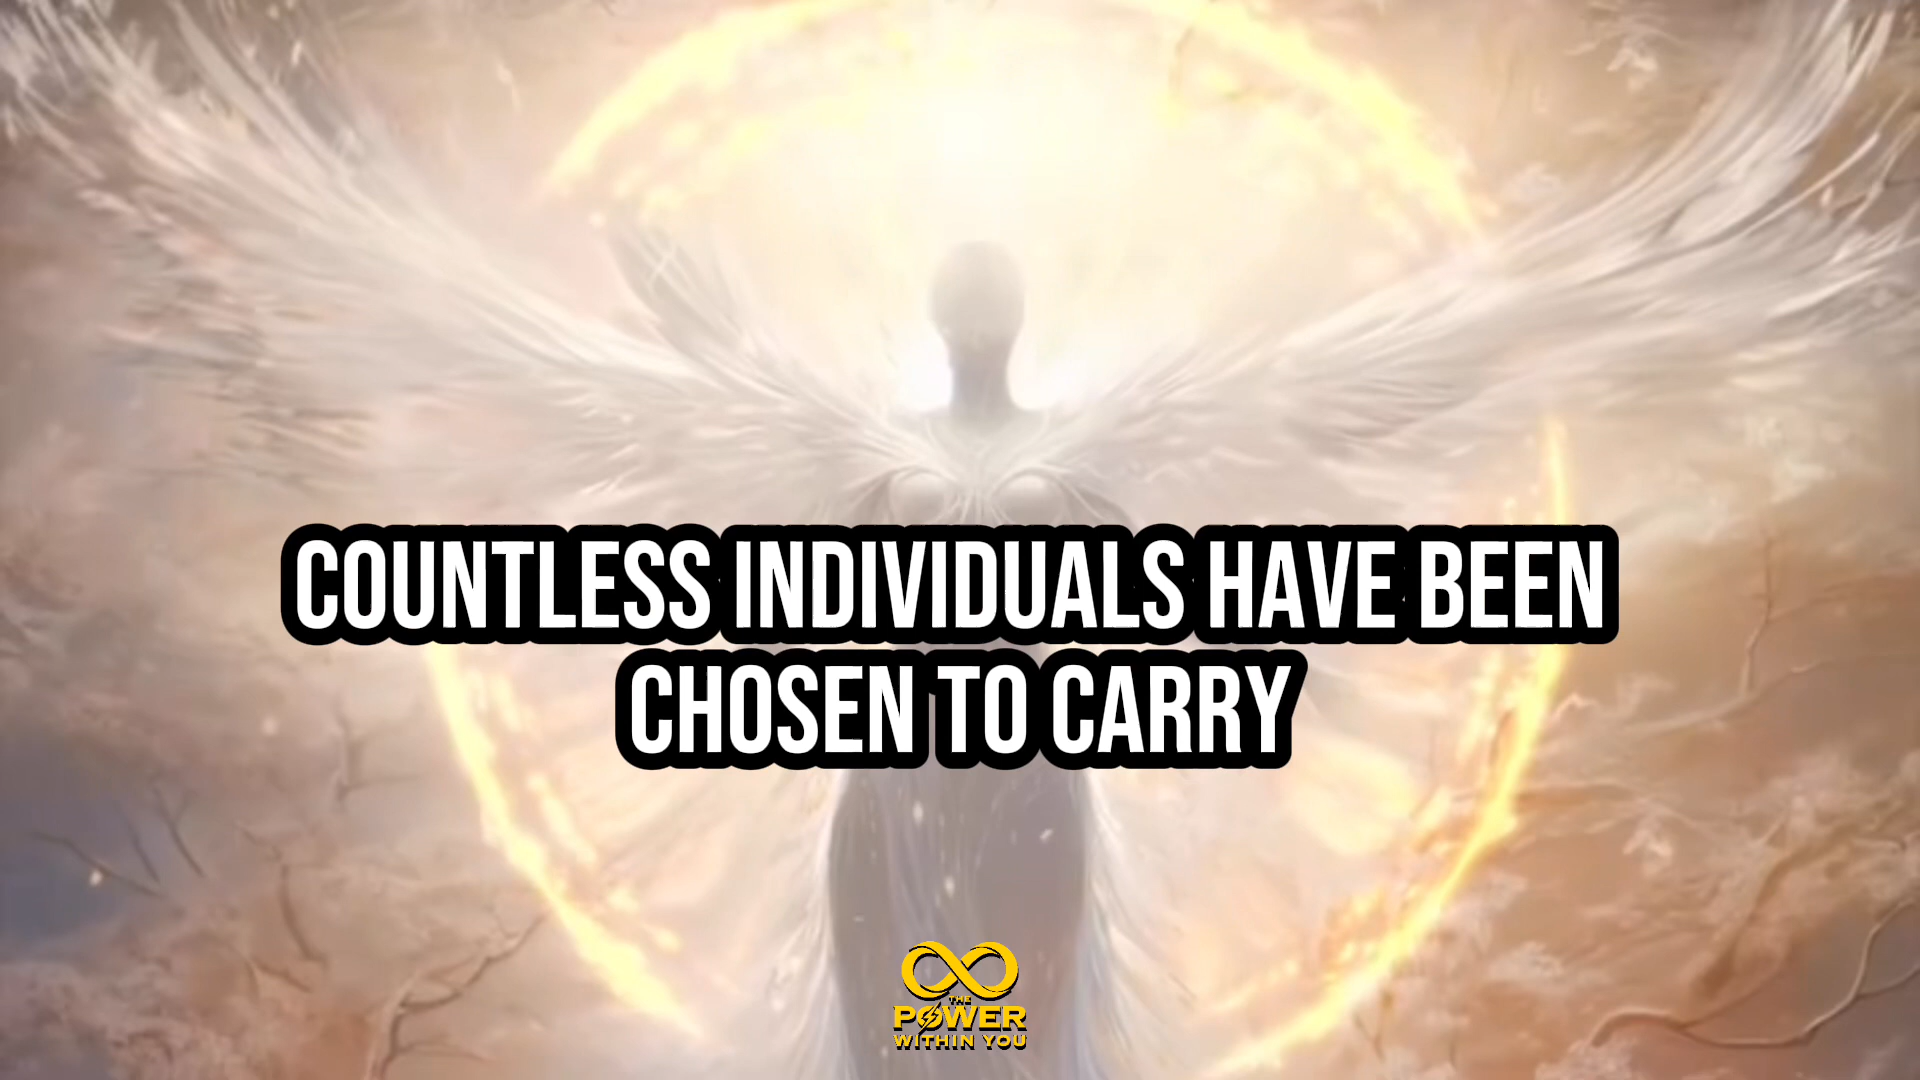 COUNTLESS INDIVIDUALS HAVE BEEN
CHOSEN TO CARRY
THE
POWER
WITHIN YOU